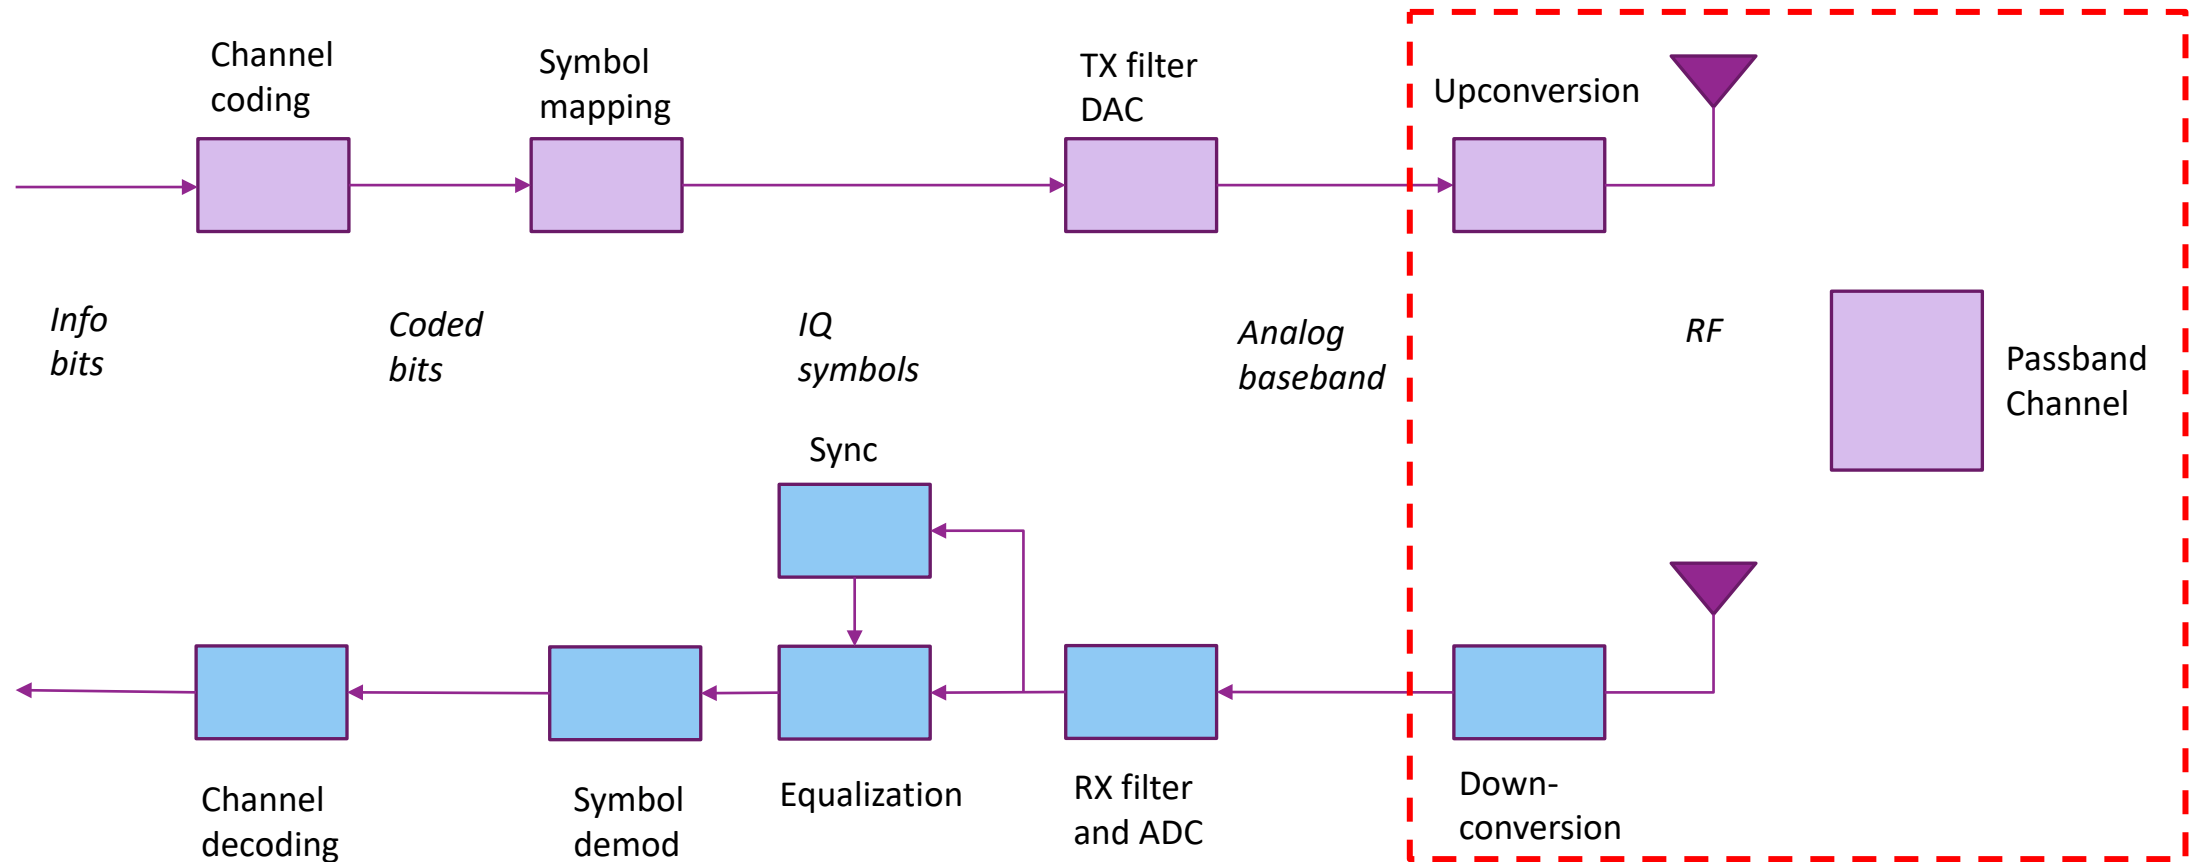 Channel
coding
Symbol
mapping
TX filter
DAC
Upconversion
Info
bits
Coded
bits
IQ
symbols
Analog
baseband
RF
Passband
Channel
Sync
Channel
decoding
Symbol
demod
Equalization
RX filter
and ADC
Down-
conversion